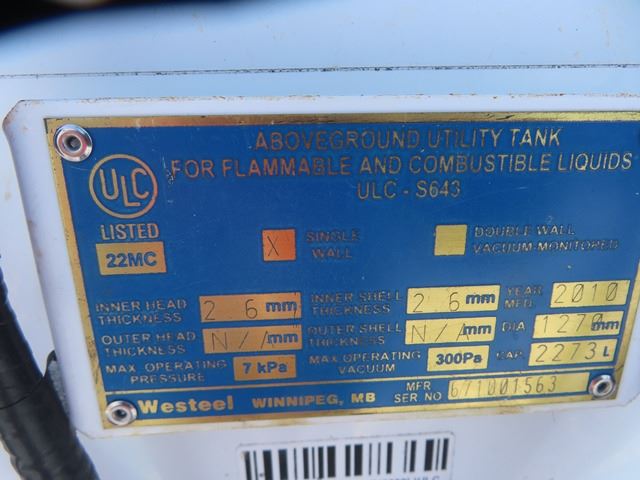 ABOVEGROUND UTILITY TANK
FOR FLAMMABLE AND COMBUSTIBLE LIQUIDS
ULC - S643
ULC
LISTED
22MC
X SINGLE WALL
DOUBLE WALL VACUUM-MONITORED
INNER HEAD THICKNESS 2 6 mm INNER SHELL THICKNESS 2 6 mm YEAR MFD. 2010
OUTER HEAD THICKNESS N/A mm OUTER SHELL THICKNESS N/A mm DIA 1270 mm
MAX OPERATING PRESSURE 7 kPa MAX OPERATING VACUUM 300Pa CAP. 2273 L
Westeel WINNIPEG, MB MFR SER NO 671001563